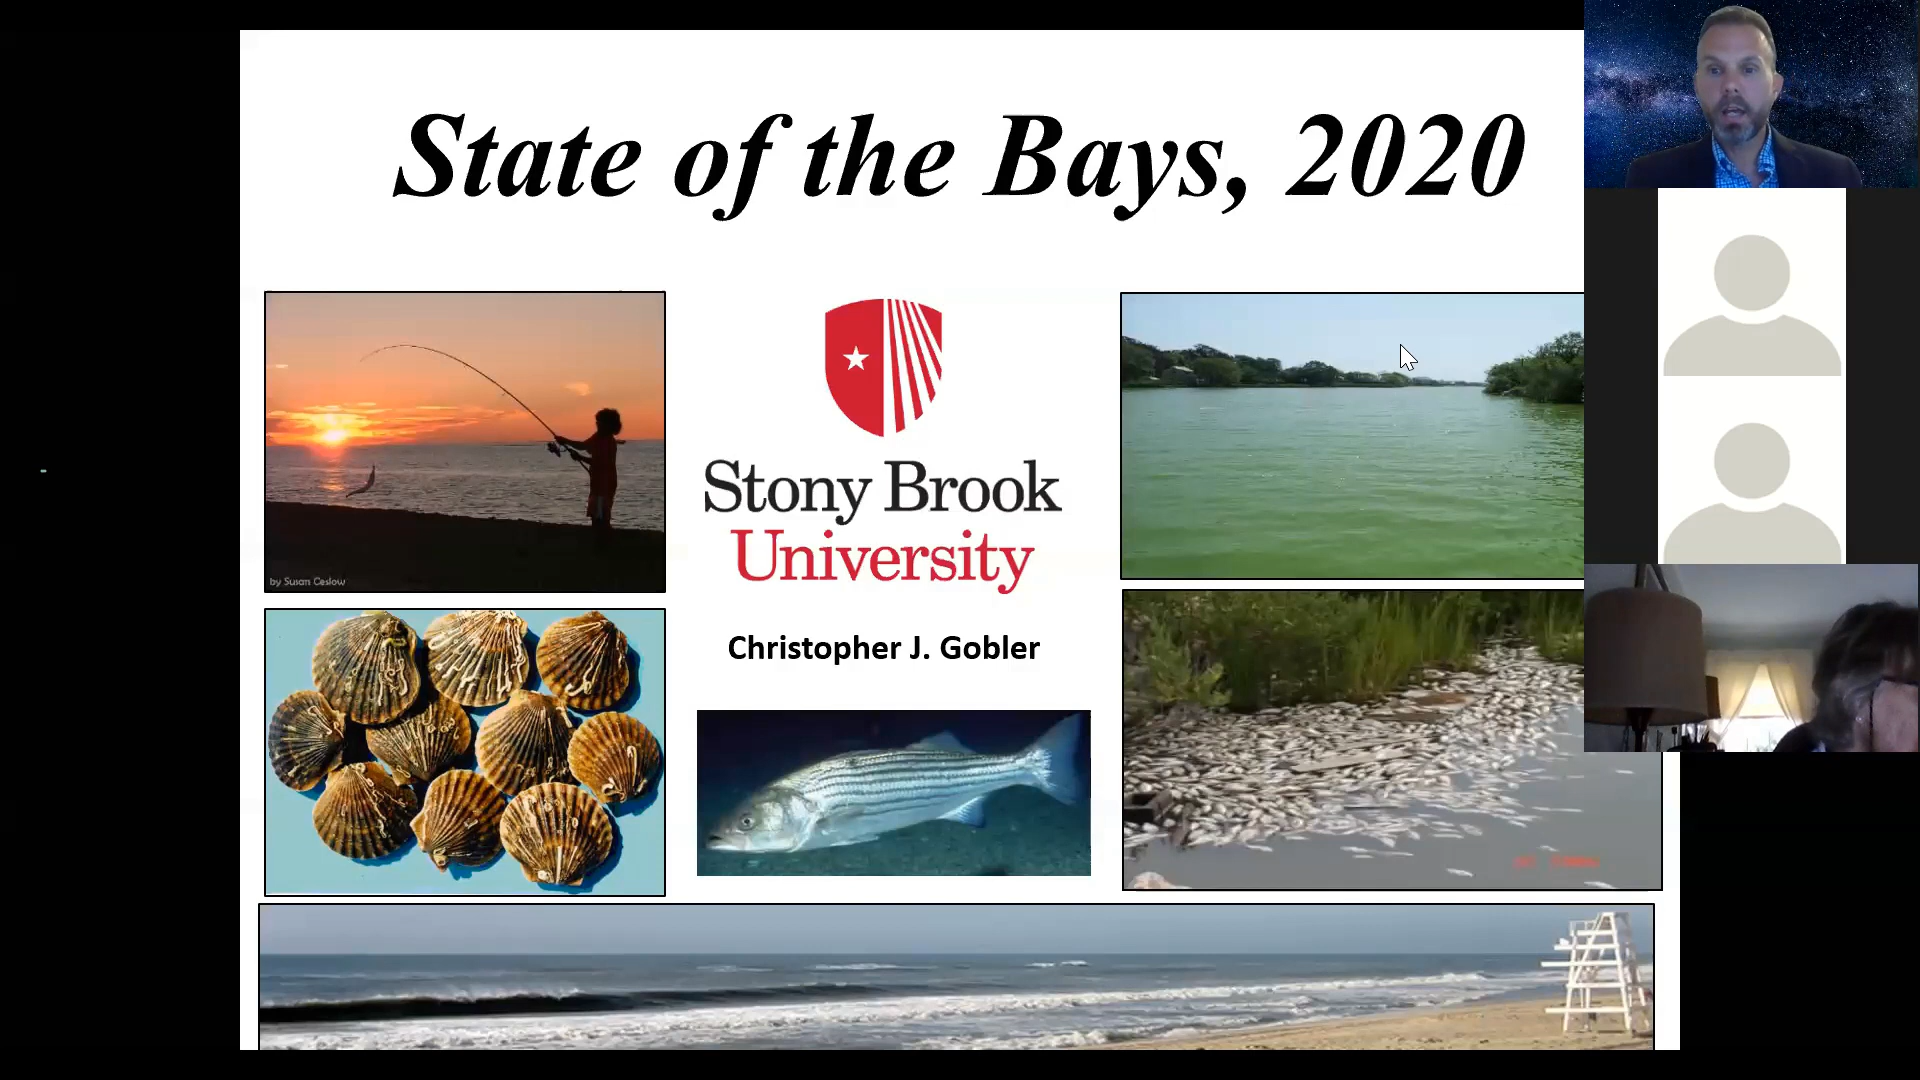 State of the Bays, 2020
by Susan Ceslow
Stony Brook
University
Christopher J. Gobler